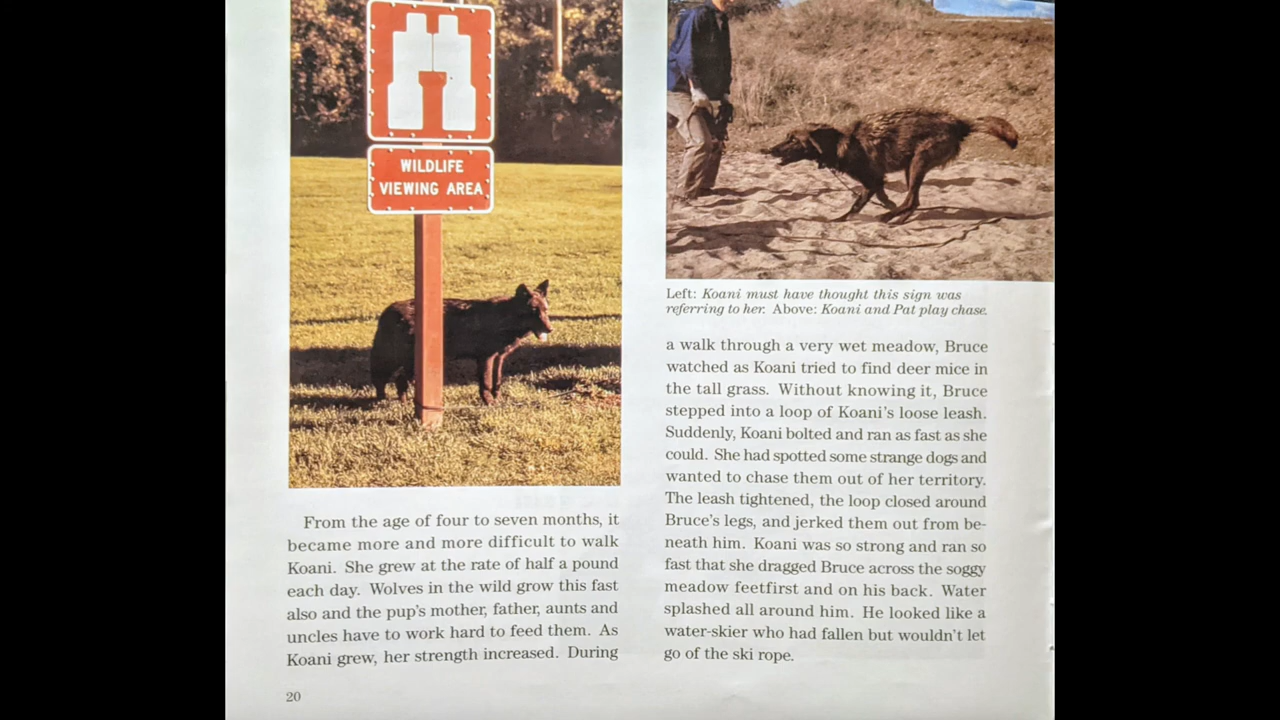 WILDLIFE
VIEWING AREA
From the age of four to seven months, it
became more and more difficult to walk
Koani. She grew at the rate of half a pound
each day. Wolves in the wild grow this fast
also and the pup's mother, father, aunts and
uncles have to work hard to feed them. As
Koani grew, her strength increased. During
20
Left: Koani must have thought this sign was
referring to her. Above: Koani and Pat play chase.
a walk through a very wet meadow, Bruce
watched as Koani tried to find deer mice in
the tall grass. Without knowing it, Bruce
stepped into a loop of Koani's loose leash.
Suddenly, Koani bolted and ran as fast as she
could. She had spotted some strange dogs and
wanted to chase them out of her territory.
The leash tightened, the loop closed around
Bruce's legs, and jerked them out from be-
neath him. Koani was so strong and ran so
fast that she dragged Bruce across the soggy
meadow feetfirst and on his back. Water
splashed all around him. He looked like a
water-skier who had fallen but wouldn't let
go of the ski rope.